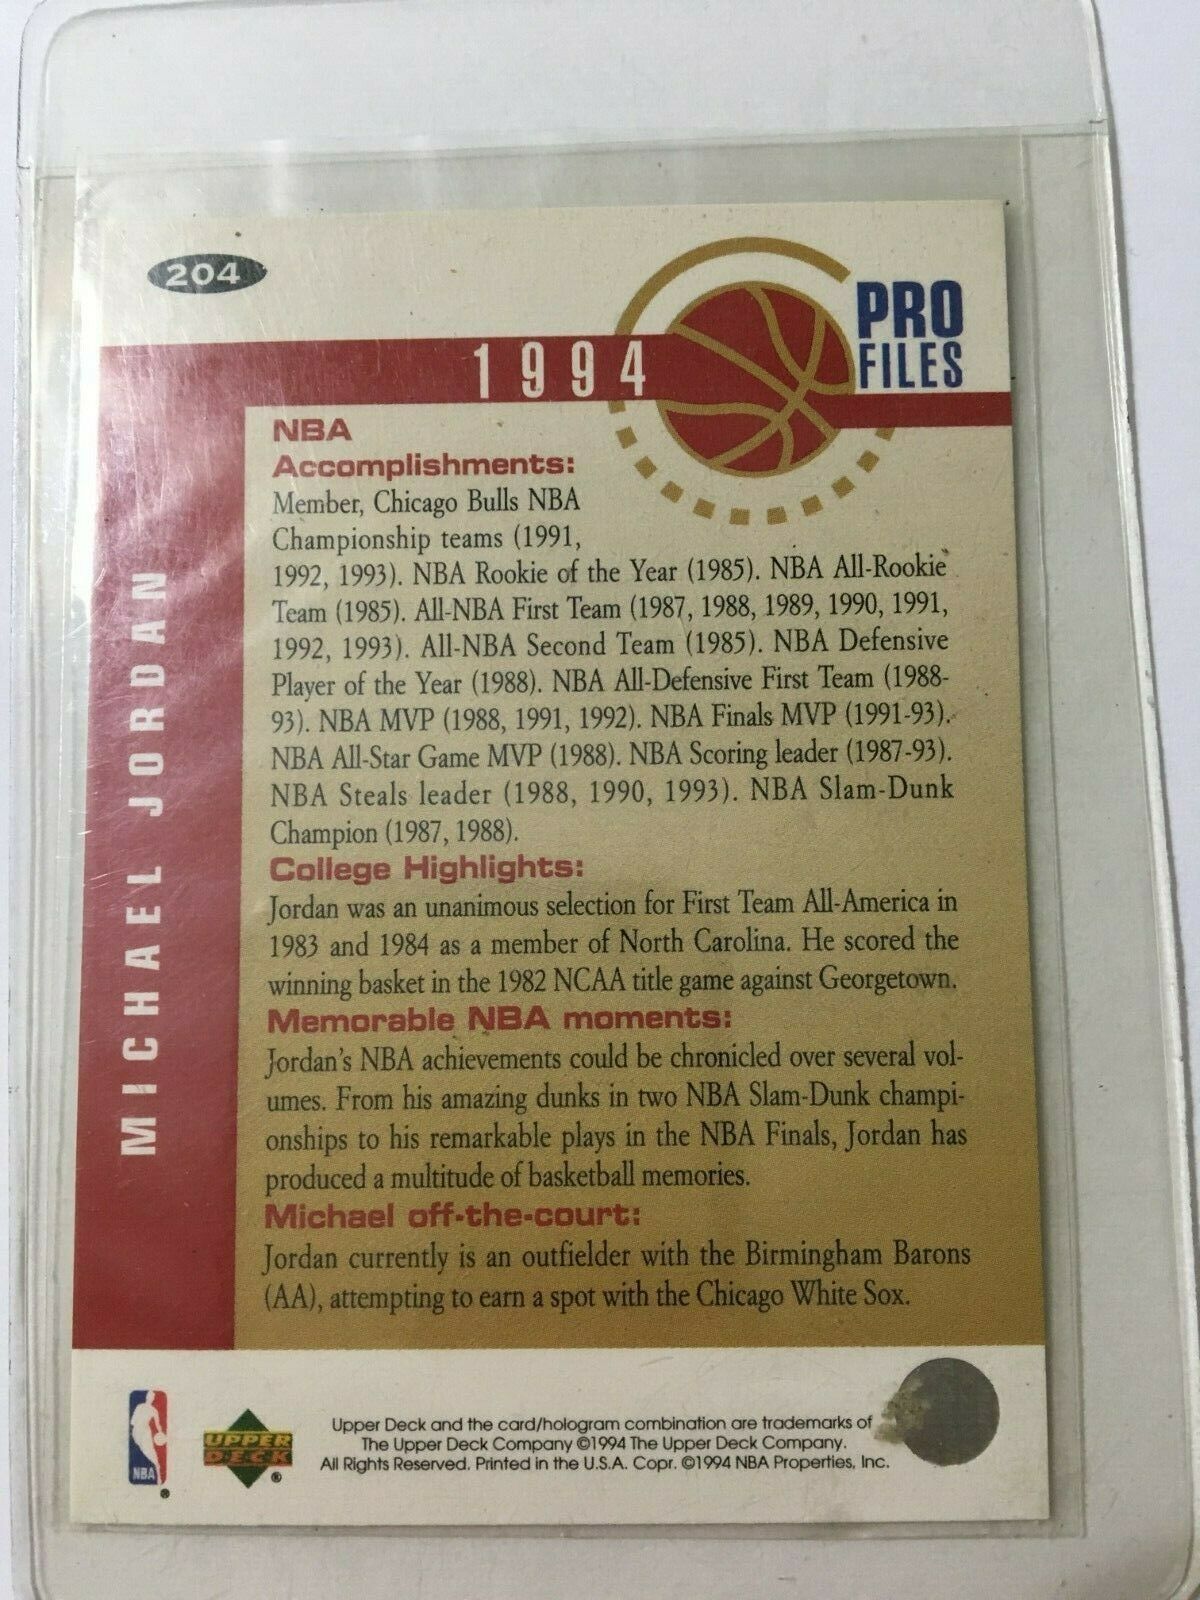 204
PRO
FILES
1994
MICHAEL JORDAN
NBA
Accomplishments:
Member, Chicago Bulls NBA
Championship teams (1991,
1992, 1993). NBA Rookie of the Year (1985). NBA All-Rookie
Team (1985). All-NBA First Team (1987, 1988, 1989, 1990, 1991,
1992, 1993). All-NBA Second Team (1985). NBA Defensive
Player of the Year (1988). NBA All-Defensive First Team (1988-
93). NBA MVP (1988, 1991, 1992). NBA Finals MVP (1991-93).
NBA All-Star Game MVP (1988). NBA Scoring leader (1987-93).
NBA Steals leader (1988, 1990, 1993). NBA Slam-Dunk
Champion (1987, 1988).
College Highlights:
Jordan was an unanimous selection for First Team All-America in
1983 and 1984 as a member of North Carolina. He scored the
winning basket in the 1982 NCAA title game against Georgetown.
Memorable NBA moments:
Jordan's NBA achievements could be chronicled over several vol-
umes. From his amazing dunks in two NBA Slam-Dunk champi-
onships to his remarkable plays in the NBA Finals, Jordan has
produced a multitude of basketball memories.
Michael off-the-court:
Jordan currently is an outfielder with the Birmingham Barons
(AA), attempting to earn a spot with the Chicago White Sox.
NBA ®
UPPER
DECK ®
Upper Deck and the card/hologram combination are trademarks of
The Upper Deck Company ©1994 The Upper Deck Company.
All Rights Reserved. Printed in the U.S.A. Copr. ©1994 NBA Properties, Inc.